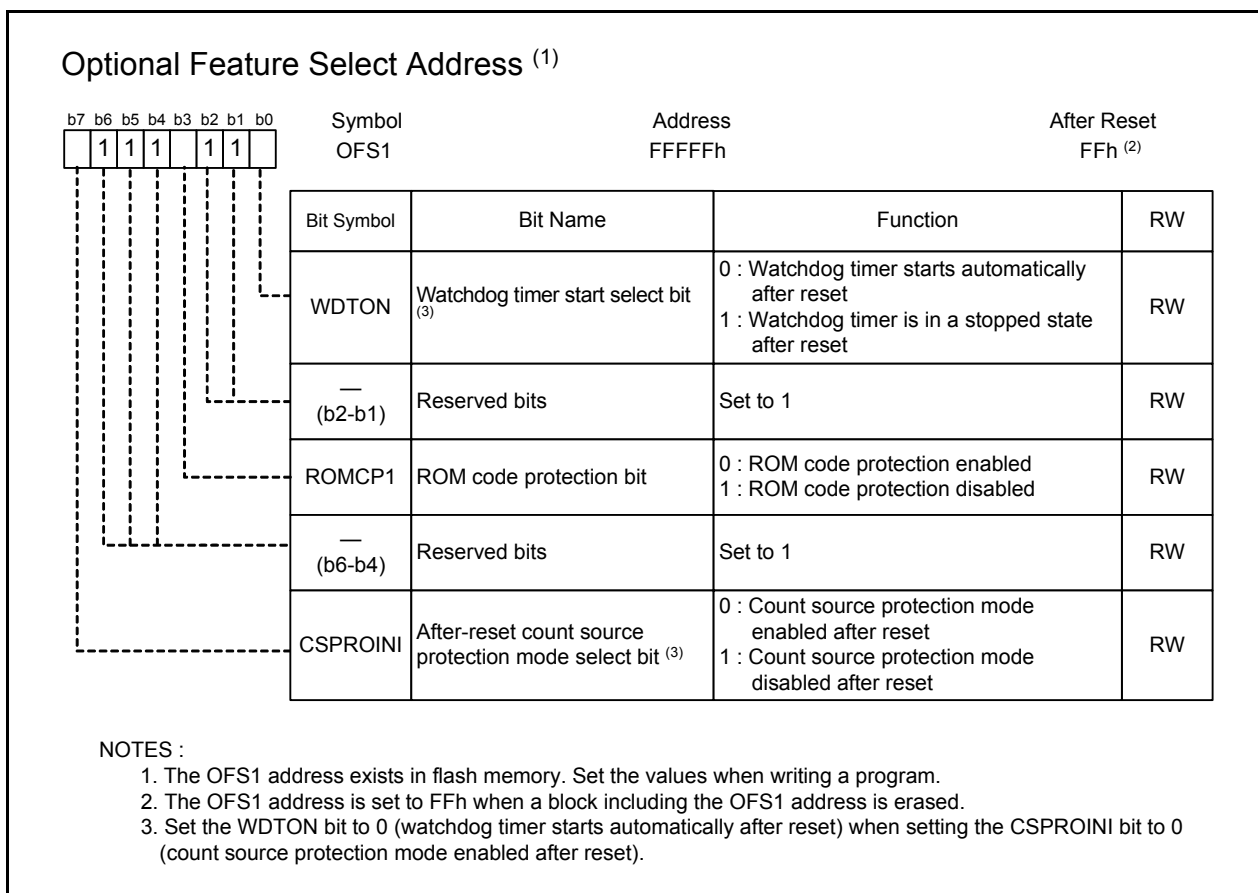 Optional Feature Select Address (1)
b7 b6 b5 b4 b3 b2 b1 b0
1 1 1 1 1
Symbol Address After Reset
OFS1 FFFFFh FFh (2)
Bit Symbol Bit Name Function RW
WDTON
Watchdog timer start select bit
(3)
0 : Watchdog timer starts automatically
after reset
1 : Watchdog timer is in a stopped state
after reset
RW
—
(b2-b1)
Reserved bits
Set to 1
RW
ROMCP1
ROM code protection bit
0 : ROM code protection enabled
1 : ROM code protection disabled
RW
—
(b6-b4)
Reserved bits
Set to 1
RW
CSPROINI
After-reset count source
protection mode select bit (3)
0 : Count source protection mode
enabled after reset
1 : Count source protection mode
disabled after reset
RW
NOTES :
1. The OFS1 address exists in flash memory. Set the values when writing a program.
2. The OFS1 address is set to FFh when a block including the OFS1 address is erased.
3. Set the WDTON bit to 0 (watchdog timer starts automatically after reset) when setting the CSPROINI bit to 0
(count source protection mode enabled after reset).